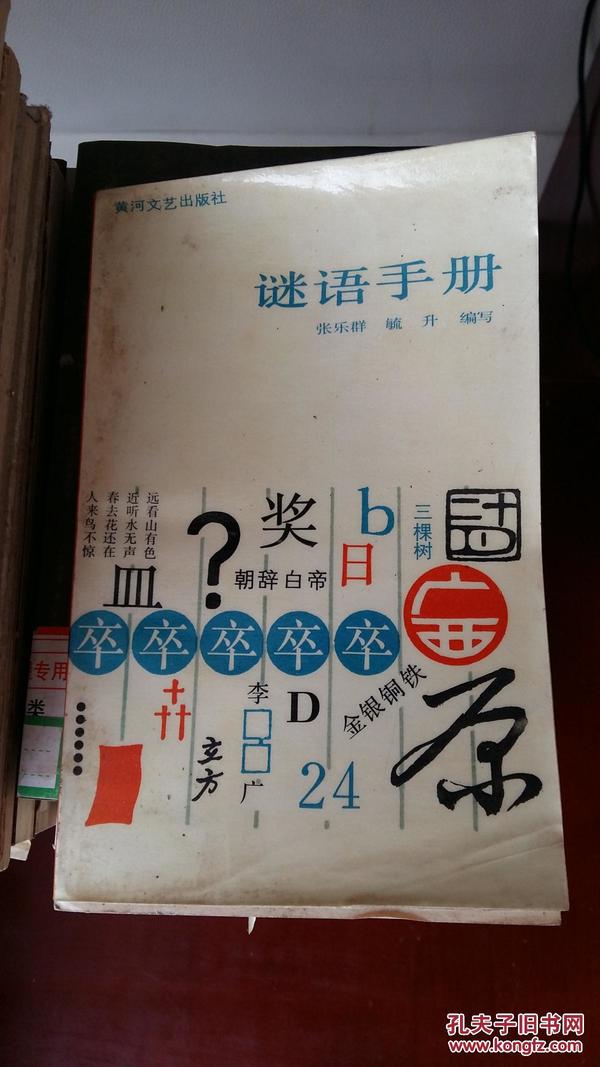 黄河文艺出版社
谜语手册
张乐群 毓升 编写
远看山有色
近听水无声
春去花还在
人来鸟不惊
皿
?
奖
朝辞白帝
b
日
三棵树
广西
卒卒卒卒卒
李
广
立方
D
24
金银铜铁
原
专用
类
孔夫子旧书网
www.kongfz.com